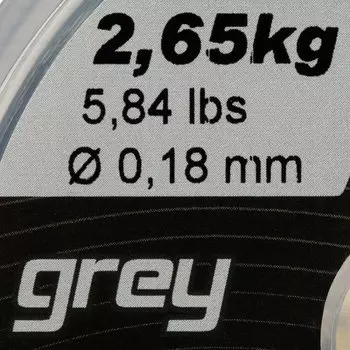 2,65kg
5,84 lbs
Ø 0,18 mm
grey